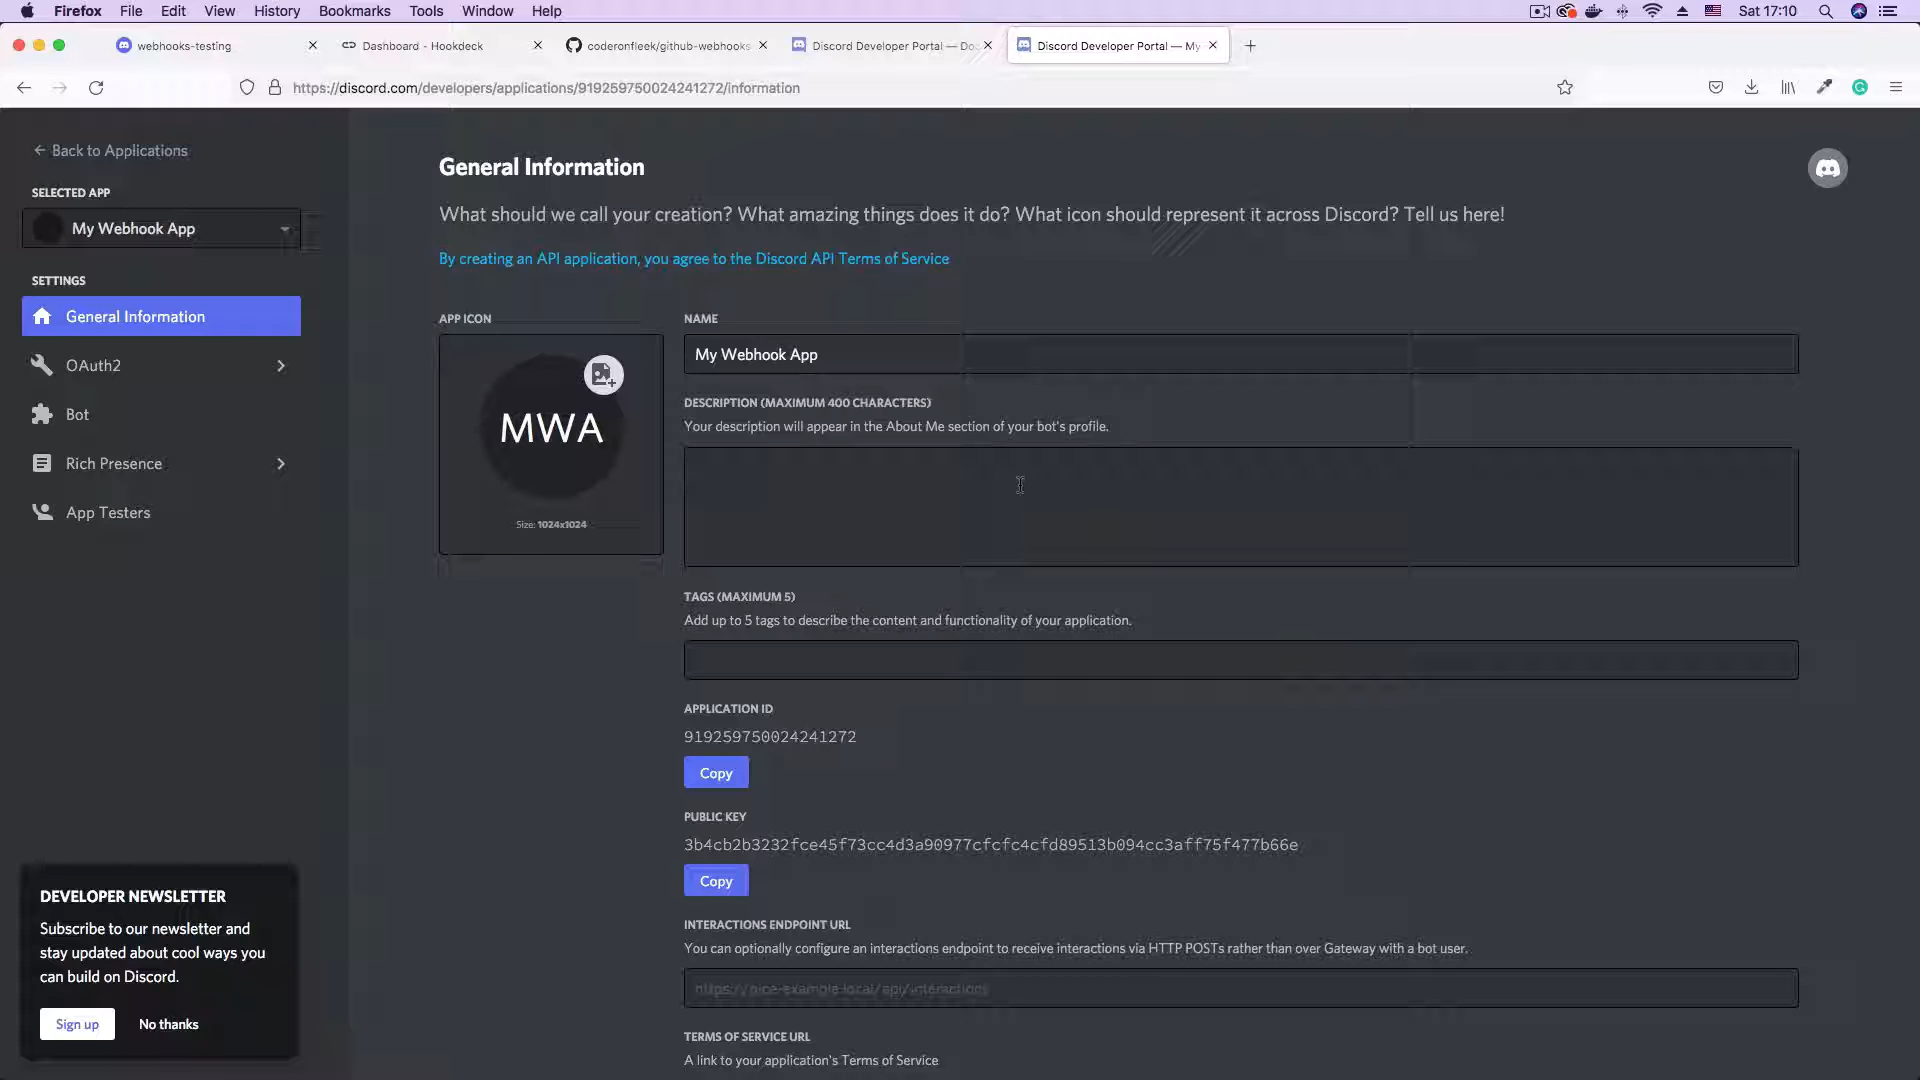 Firefox File Edit View History Bookmarks Tools Window Help Sat 17:10
webhooks-testing Dashboard - Hookdeck coderonfleek/github-webhooks Discord Developer Portal — Doc Discord Developer Portal — My
https://discord.com/developers/applications/919259750024241272/information
Back to Applications
SELECTED APP
My Webhook App
SETTINGS
General Information
OAuth2
Bot
Rich Presence
App Testers
DEVELOPER NEWSLETTER
Subscribe to our newsletter and
stay updated about cool ways you
can build on Discord.
Sign up No thanks
General Information
What should we call your creation? What amazing things does it do? What icon should represent it across Discord? Tell us here!
By creating an API application, you agree to the Discord API Terms of Service
APP ICON
MWA
Size: 1024x1024
NAME
My Webhook App
DESCRIPTION (MAXIMUM 400 CHARACTERS)
Your description will appear in the About Me section of your bot's profile.
TAGS (MAXIMUM 5)
Add up to 5 tags to describe the content and functionality of your application.
APPLICATION ID
919259750024241272
Copy
PUBLIC KEY
3b4cb2b3232fce45f73cc4d3a90977cfcfc4cfd89513b094cc3aff75f477b66e
Copy
INTERACTIONS ENDPOINT URL
You can optionally configure an interactions endpoint to receive interactions via HTTP POSTs rather than over Gateway with a bot user.
https://nice-example.local/api/interactions
TERMS OF SERVICE URL
A link to your application's Terms of Service